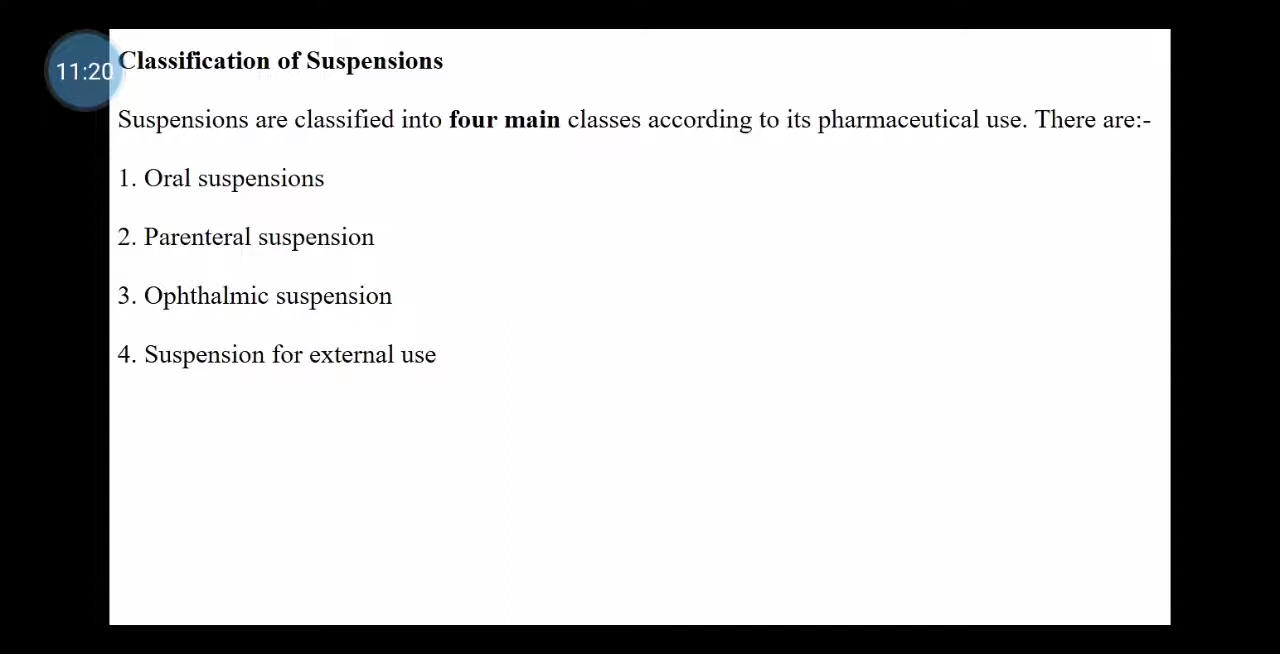 11:20
Classification of Suspensions
Suspensions are classified into four main classes according to its pharmaceutical use. There are:-
1. Oral suspensions
2. Parenteral suspension
3. Ophthalmic suspension
4. Suspension for external use